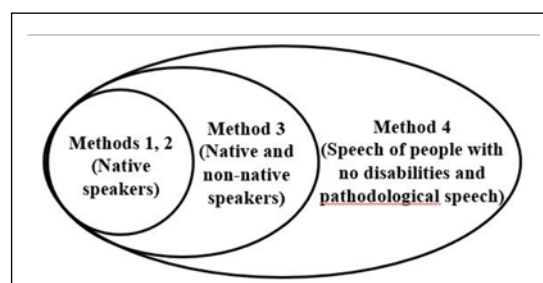 Methods 1, 2
(Native
speakers)
Method 3
(Native and
non-native
speakers)
Method 4
(Speech of people with
no disabilities and
pathodological speech)